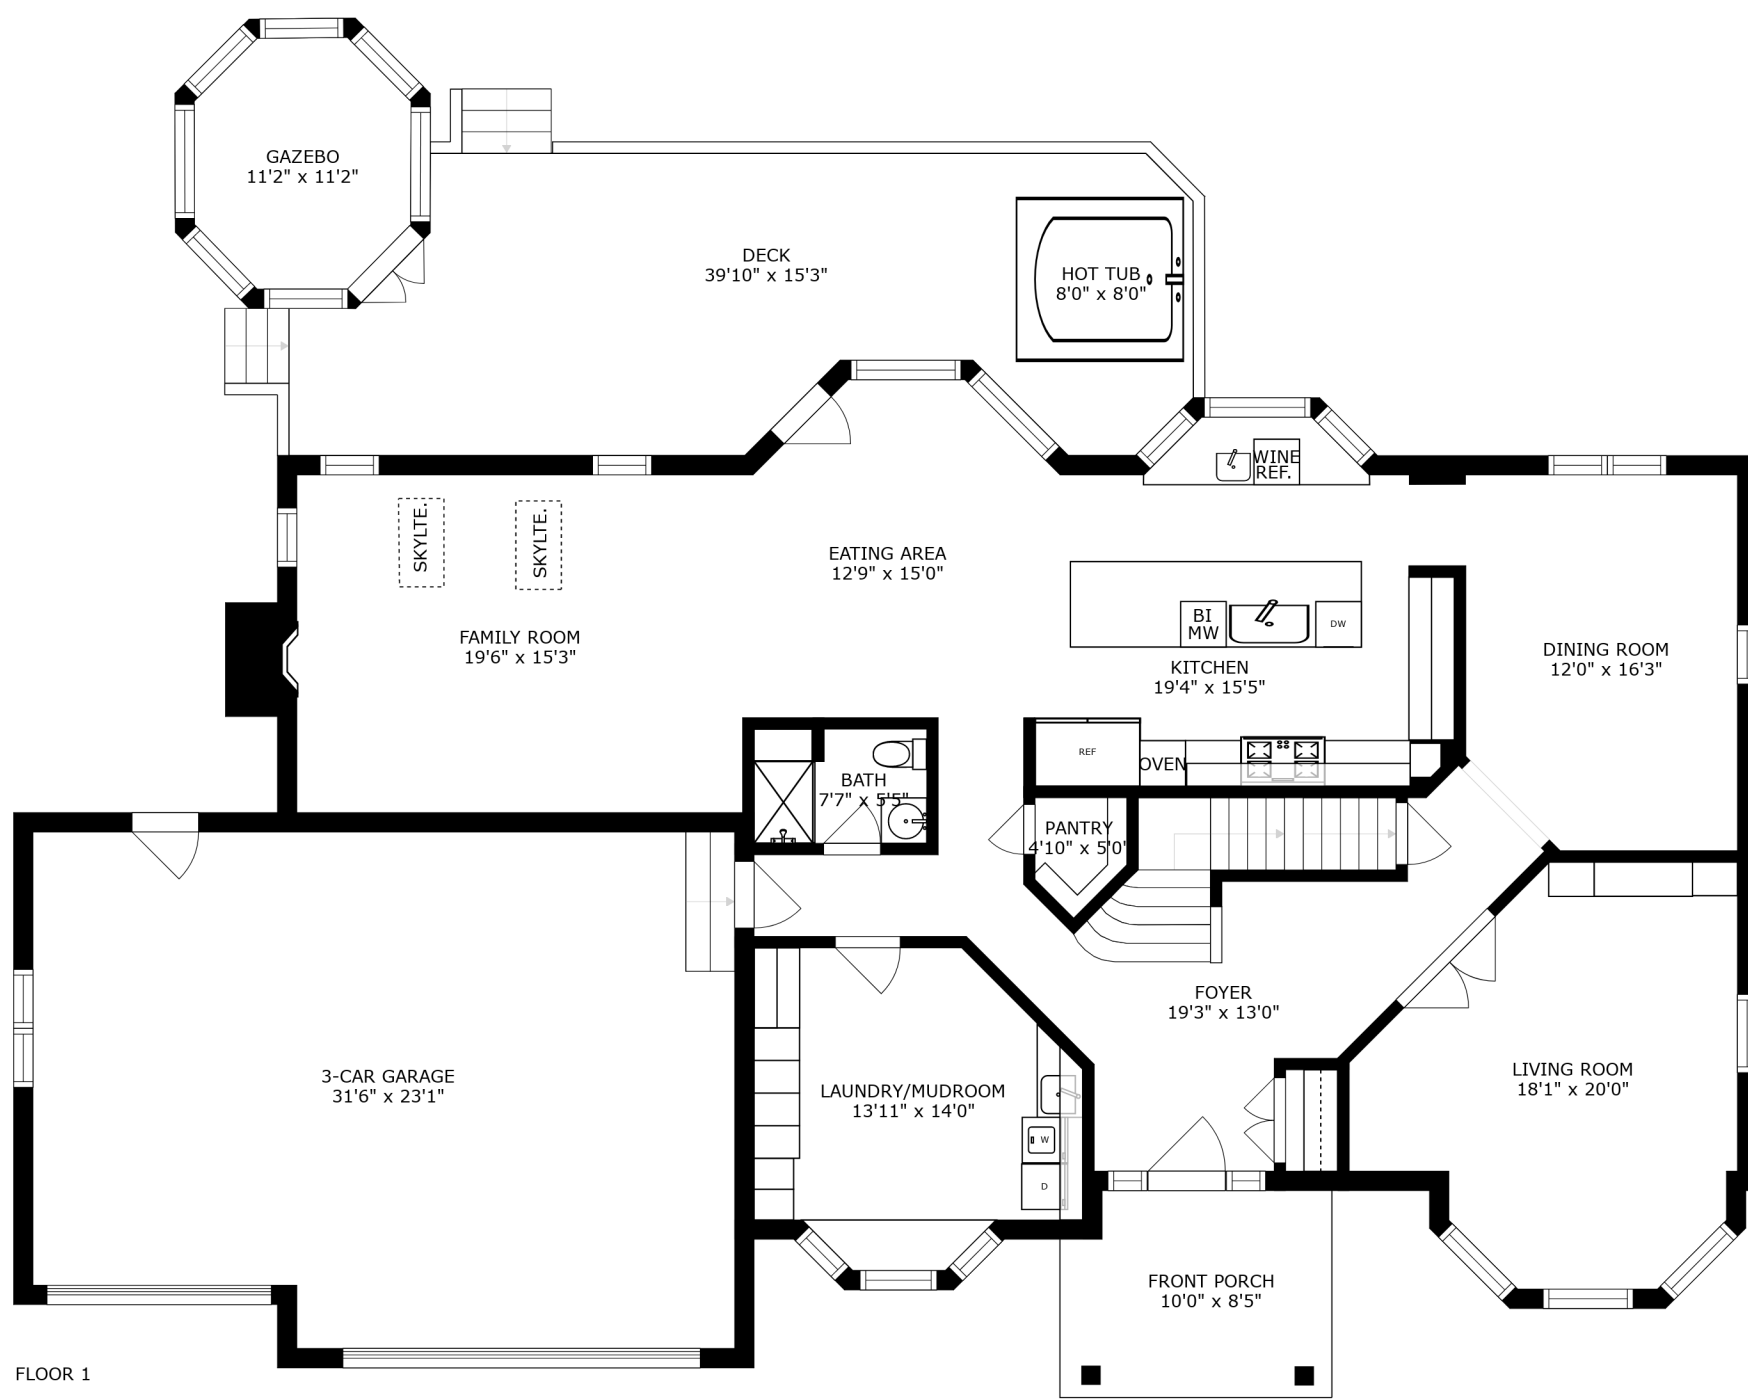 GAZEBO
11'2" x 11'2"
DECK
39'10" x 15'3"
HOT TUB
8'0" x 8'0"
WINE
REF.
SKYLTE.
SKYLTE.
EATING AREA
12'9" x 15'0"
FAMILY ROOM
19'6" x 15'3"
BI
MW
DW
KITCHEN
19'4" x 15'5"
DINING ROOM
12'0" x 16'3"
REF
OVEN
BATH
7'7" x 5'5"
PANTRY
4'10" x 5'0"
FOYER
19'3" x 13'0"
3-CAR GARAGE
31'6" x 23'1"
LAUNDRY/MUDROOM
13'11" x 14'0"
W
D
LIVING ROOM
18'1" x 20'0"
FRONT PORCH
10'0" x 8'5"
FLOOR 1